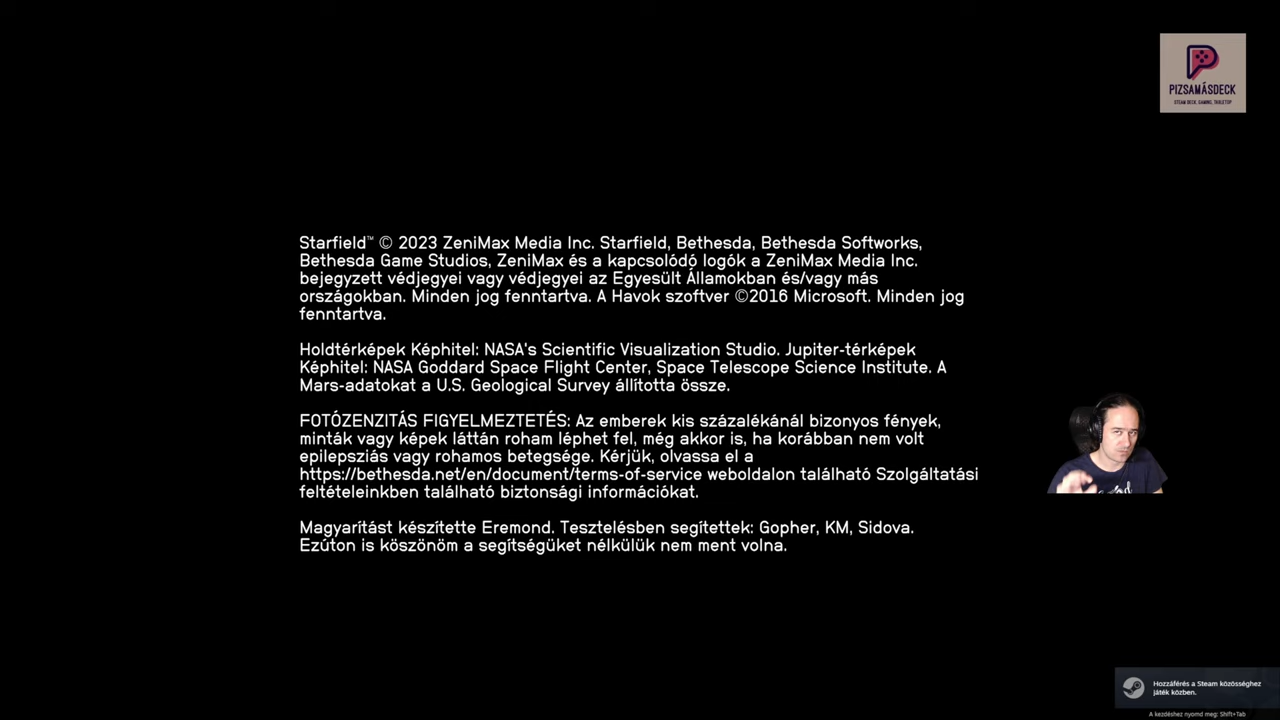 PIZSAMÁSDECK
STEAM DECK, GAMING, TABLETOP
Starfield™ © 2023 ZeniMax Media Inc. Starfield, Bethesda, Bethesda Softworks,
Bethesda Game Studios, ZeniMax és a kapcsolódó logók a ZeniMax Media Inc.
bejegyzett védjegyei vagy védjegyei az Egyesült Államokban és/vagy más
országokban. Minden jog fenntartva. A Havok szoftver ©2016 Microsoft. Minden jog
fenntartva.
Holdtérképek Képhitel: NASA's Scientific Visualization Studio. Jupiter-térképek
Képhitel: NASA Goddard Space Flight Center, Space Telescope Science Institute. A
Mars-adatokat a U.S. Geological Survey állította össze.
FOTÓZENZITÁS FIGYELMEZTETÉS: Az emberek kis százalékánál bizonyos fények,
minták vagy képek láttán roham léphet fel, még akkor is, ha korábban nem volt
epilepsziás vagy rohamos betegsége. Kérjük, olvassa el a
https://bethesda.net/en/document/terms-of-service weboldalon található Szolgáltatási
feltételeinkben található biztonsági információkat.
Magyarítást készítette Eremond. Tesztelésben segítettek: Gopher, KM, Sidova.
Ezúton is köszönöm a segítségüket nélkülük nem ment volna.
Hozzáférés a Steam közösséghez
játék közben.
A kezdéshez nyomd meg: Shift+Tab